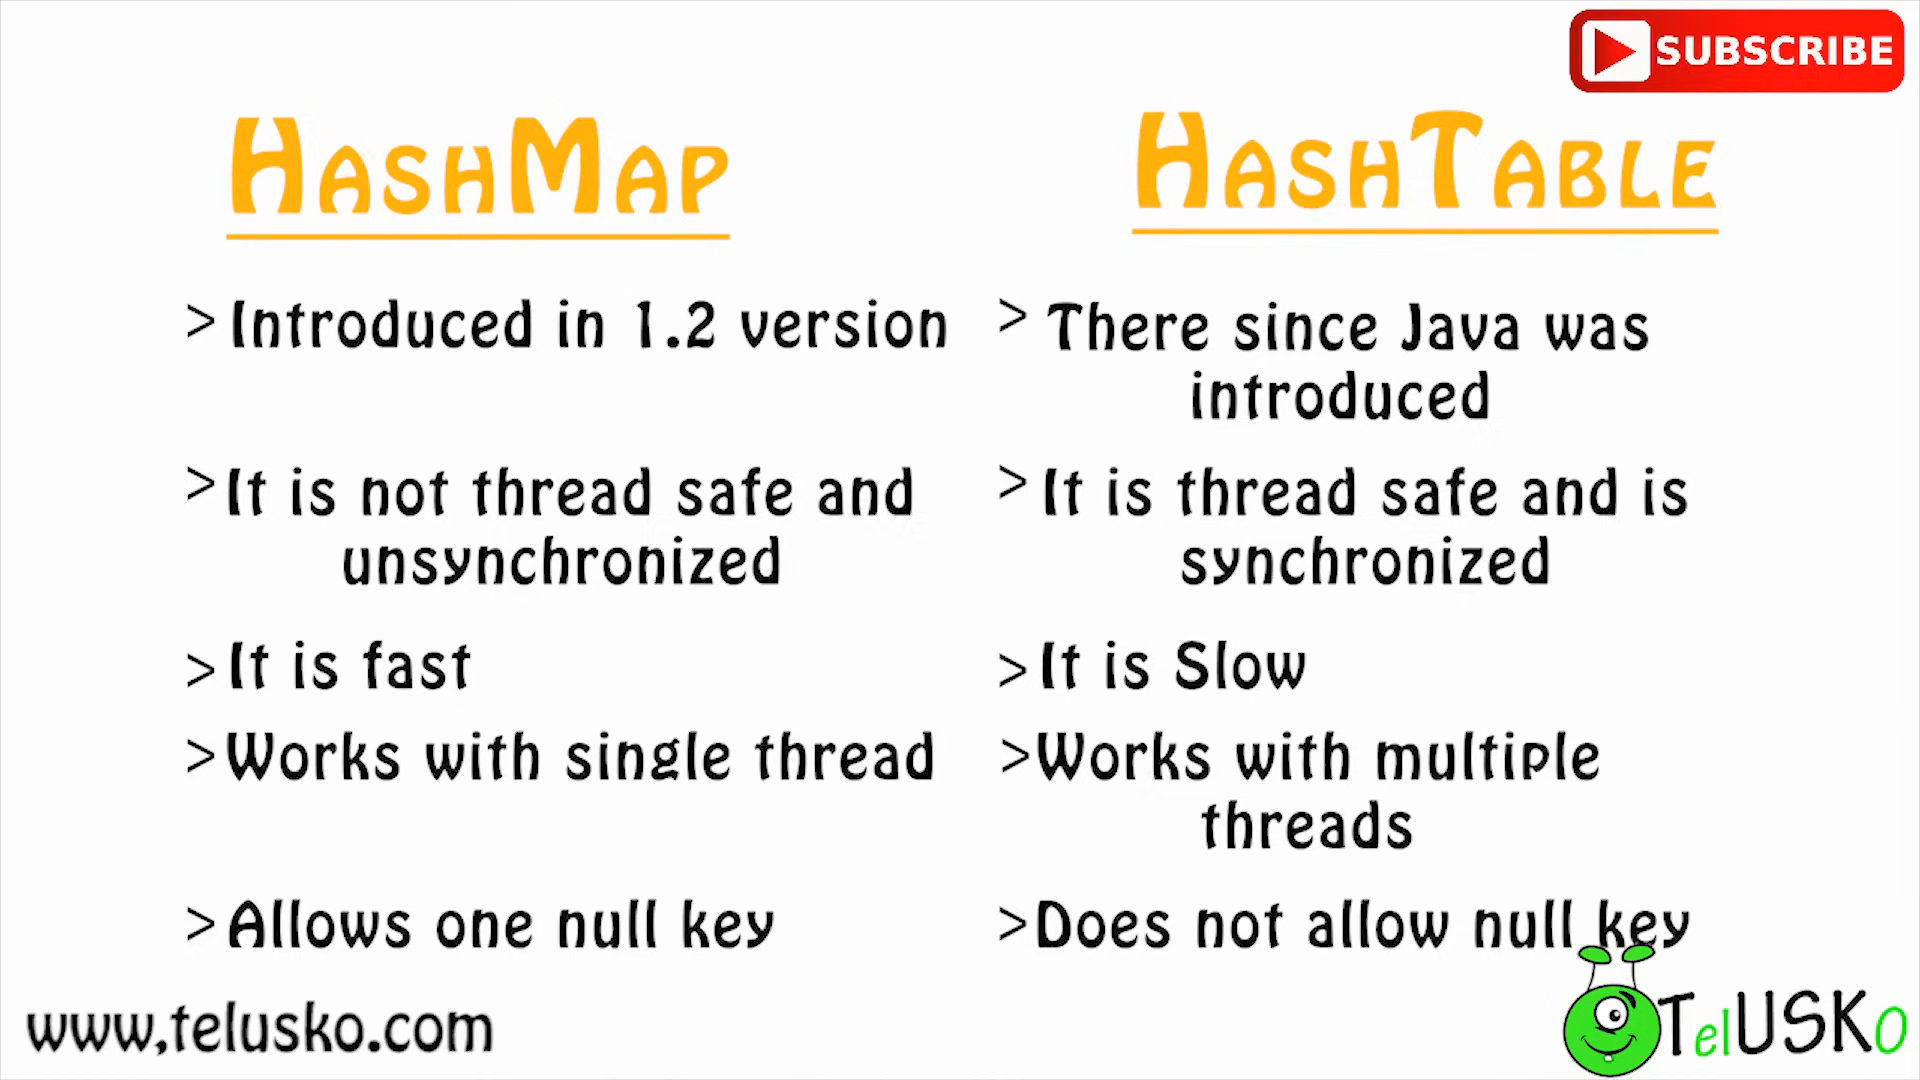 SUBSCRIBE
HASHMAP
> Introduced in 1.2 version
> It is not thread safe and
unsynchronized
> It is fast
> Works with single thread
> Allows one null key
HASHTABLE
> There since Java was
introduced
> It is thread safe and is
synchronized
> It is Slow
> Works with multiple
threads
> Does not allow null key
www.telusko.com
TelUSKo